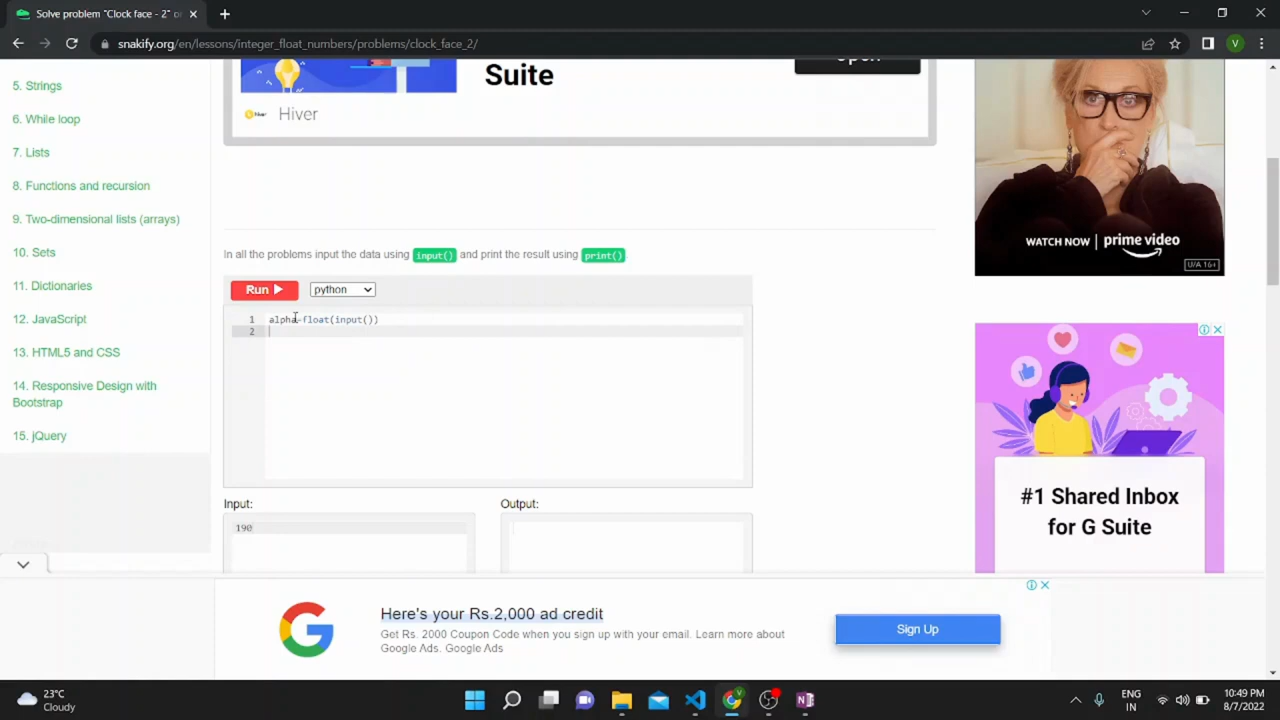 Solve problem "Clock face - 2" or
snakify.org/en/lessons/integer_float_numbers/problems/clock_face_2/
V
5. Strings
6. While loop
7. Lists
8. Functions and recursion
9. Two-dimensional lists (arrays)
10. Sets
11. Dictionaries
12. JavaScript
13. HTML5 and CSS
14. Responsive Design with
Bootstrap
15. jQuery
Suite
Open
Hiver
Hiver
In all the problems input the data using input() and print the result using print()
Run
python
1 alpha=float(input())
2
Input:
Output:
190
WATCH NOW | prime video
U/A 16+
#1 Shared Inbox
for G Suite
Here's your Rs.2,000 ad credit
Get Rs. 2000 Coupon Code when you sign up with your email. Learn more about
Google Ads. Google Ads
Sign Up
23°C
Cloudy
ENG
IN
10:49 PM
8/7/2022